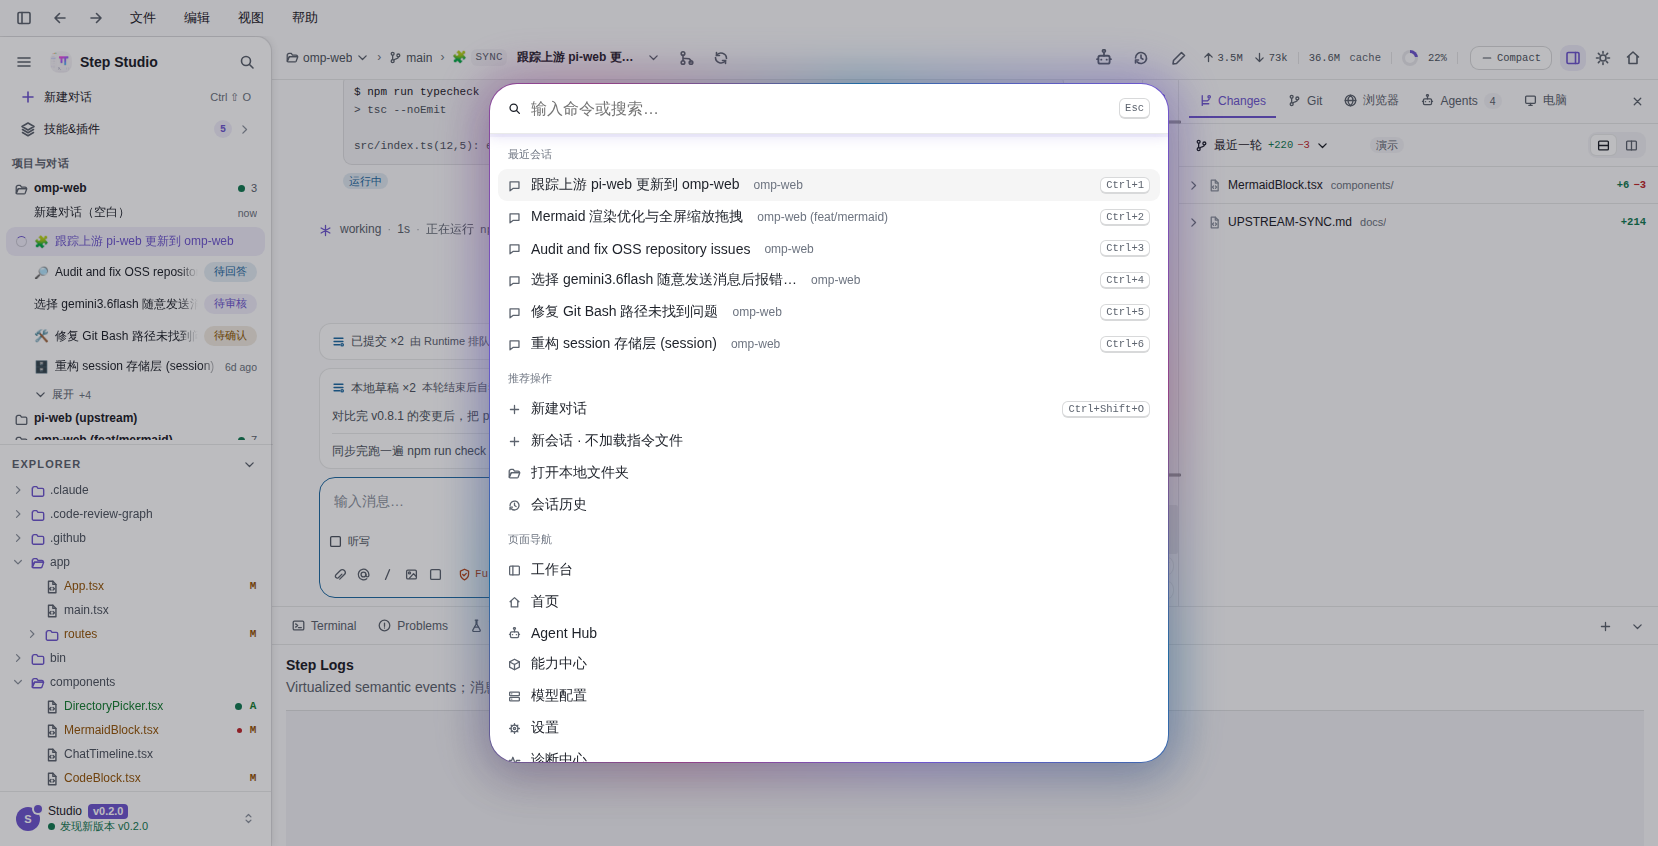 文件 编辑 视图 帮助
Step Studio
新建对话 Ctrl ⇧ O
技能&插件 5
项目与对话
omp-web 3
新建对话（空白） now
跟踪上游 pi-web 更新到 omp-web
Audit and fix OSS reposito 待回答
选择 gemini3.6flash 随意发送 待审核
修复 Git Bash 路径未找到 待确认
重构 session 存储层 (session) 6d ago
展开 +4
pi-web (upstream)
omp-web (feat/mermaid) 7
EXPLORER
.claude
.code-review-graph
.github
app
App.tsx M
main.tsx
routes M
bin
components
DirectoryPicker.tsx A
MermaidBlock.tsx M
ChatTimeline.tsx
CodeBlock.tsx M
S Studio v0.2.0
发现新版本 v0.2.0
omp-web › main › SYNC 跟踪上游 pi-web 更…
3.5M 73k 36.6M cache 22% Compact
$ npm run typecheck
> tsc --noEmit
src/index.ts(12,5): e
运行中
working · 1s · 正在运行
已提交 ×2 由 Runtime 排队
本地草稿 ×2 本轮结束后自
对比完 v0.8.1 的变更后，把 p
同步完跑一遍 npm run check
输入消息…
听写
@ / Fu
Terminal Problems
Step Logs
Virtualized semantic events；消息
输入命令或搜索… Esc
最近会话
跟踪上游 pi-web 更新到 omp-web omp-web Ctrl+1
Mermaid 渲染优化与全屏缩放拖拽 omp-web (feat/mermaid) Ctrl+2
Audit and fix OSS repository issues omp-web Ctrl+3
选择 gemini3.6flash 随意发送消息后报错… omp-web Ctrl+4
修复 Git Bash 路径未找到问题 omp-web Ctrl+5
重构 session 存储层 (session) omp-web Ctrl+6
推荐操作
新建对话 Ctrl+Shift+O
新会话 · 不加载指令文件
打开本地文件夹
会话历史
页面导航
工作台
首页
Agent Hub
能力中心
模型配置
设置
诊断中心
Changes Git 浏览器 Agents 4 电脑
最近一轮 +220 −3 演示
MermaidBlock.tsx components/ +6 −3
UPSTREAM-SYNC.md docs/ +214